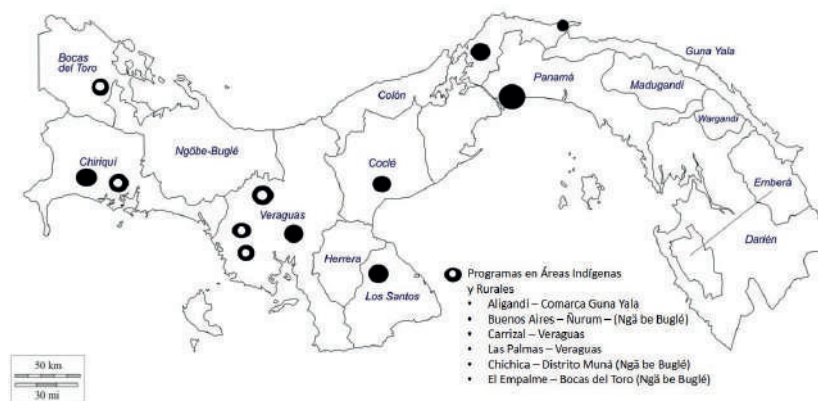 Bocas
del Toro
Guna Yala
Colón
Panamá
Madugandí
Wargandí
Ngöbe-Buglé
Chiriquí
Coclé
Emberá
Veraguas
Darién
Herrera
Los Santos
Programas en Áreas Indígenas
y Rurales
• Aligandi – Comarca Guna Yala
• Buenos Aires – Ñurum – (Ngä be Buglé)
• Carrizal – Veraguas
• Las Palmas – Veraguas
• Chichica – Distrito Muná (Ngä be Buglé)
• El Empalme – Bocas del Toro (Ngä be Buglé)
50 km
30 mi